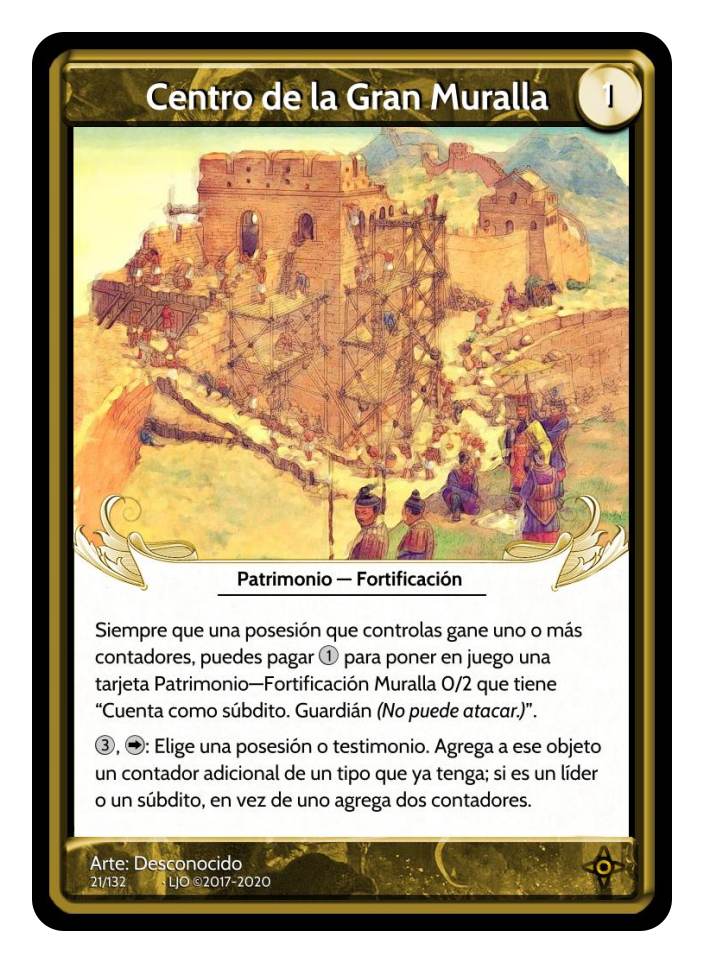 Centro de la Gran Muralla
1
Patrimonio — Fortificación
Siempre que una posesión que controlas gane uno o más
contadores, puedes pagar ① para poner en juego una
tarjeta Patrimonio—Fortificación Muralla 0/2 que tiene
“Cuenta como súbdito. Guardián (No puede atacar.)”.
③, ➡: Elige una posesión o testimonio. Agrega a ese objeto
un contador adicional de un tipo que ya tenga; si es un líder
o un súbdito, en vez de uno agrega dos contadores.
Arte: Desconocido
21/132 · LJO ©2017-2020